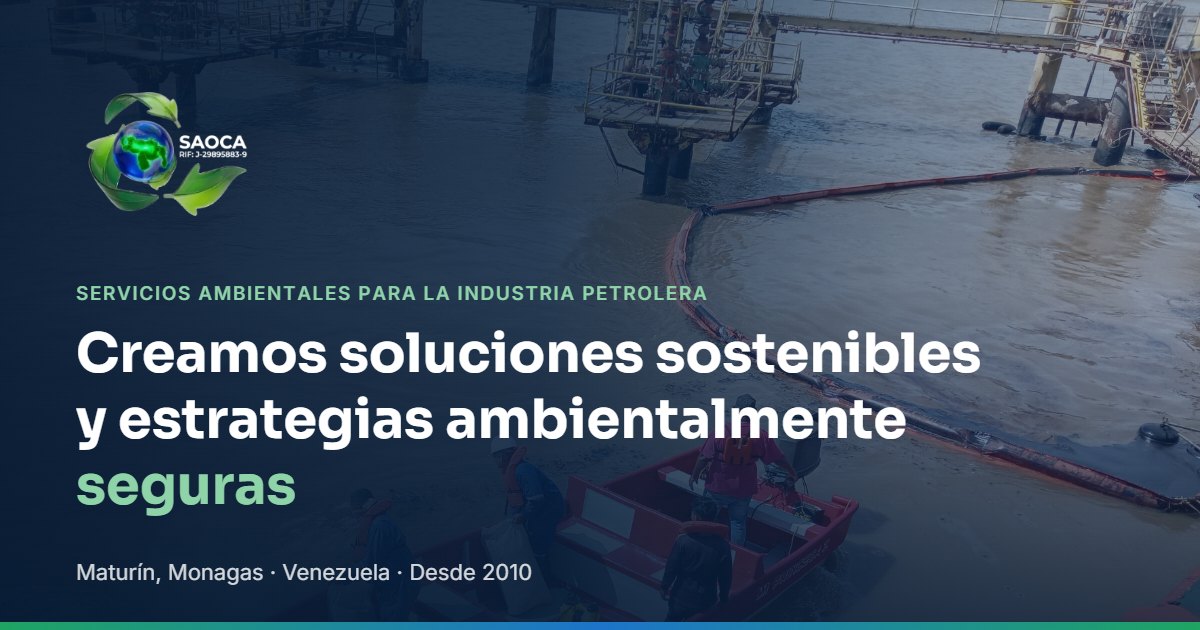 SAOCA
RIF: J-29895883-9
SERVICIOS AMBIENTALES PARA LA INDUSTRIA PETROLERA
Creamos soluciones sostenibles
y estrategias ambientalmente
seguras
Maturín, Monagas · Venezuela · Desde 2010